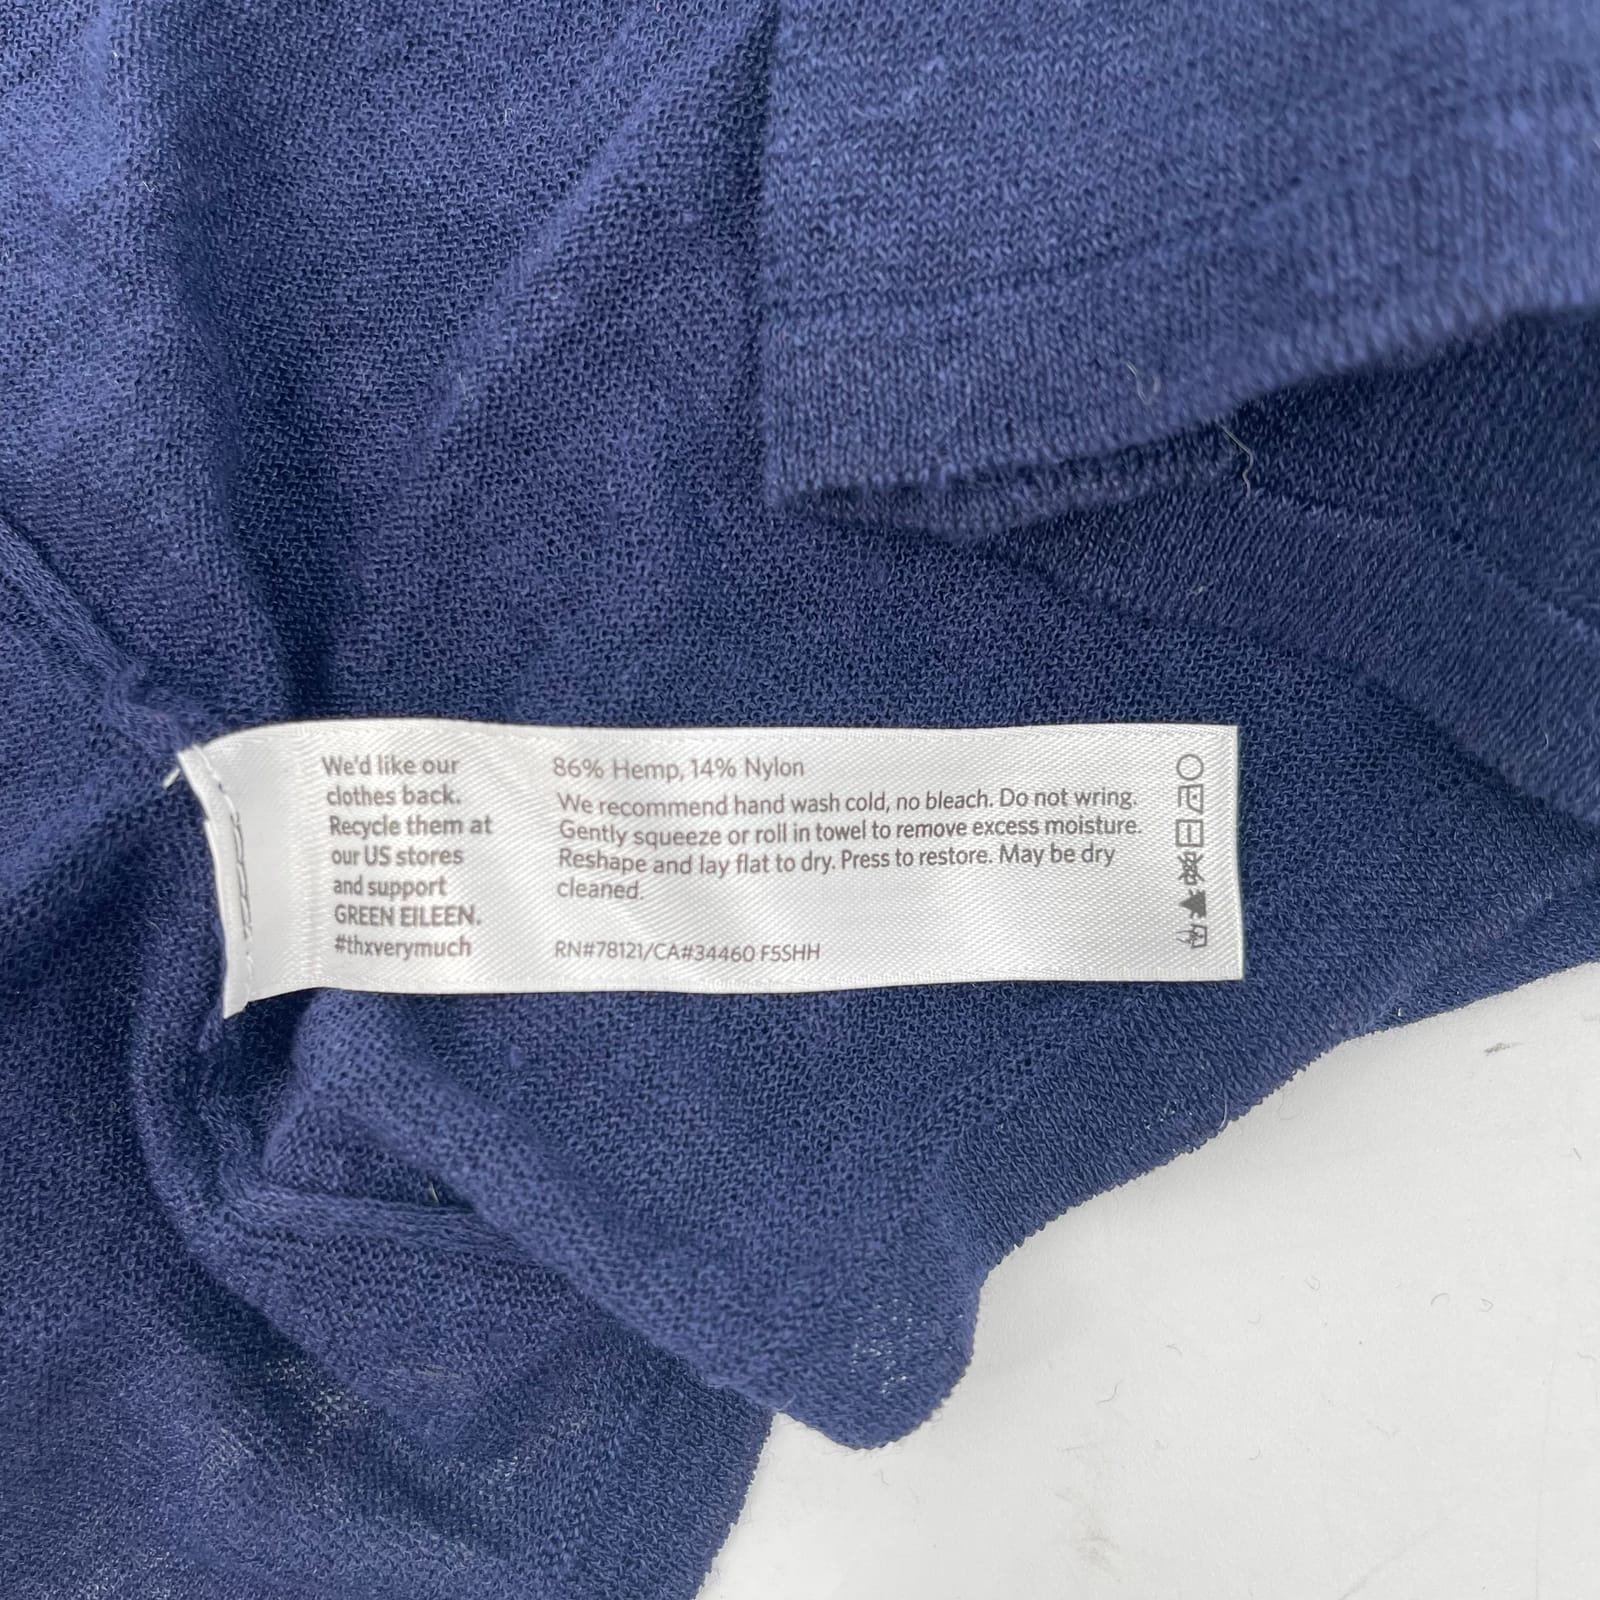 We'd like our
clothes back.
Recycle them at
our US stores
and support
GREEN EILEEN.
#thxverymuch
86% Hemp, 14% Nylon
We recommend hand wash cold, no bleach. Do not wring.
Gently squeeze or roll in towel to remove excess moisture.
Reshape and lay flat to dry. Press to restore. May be dry
cleaned.
RN#78121/CA#34460 F5SHH